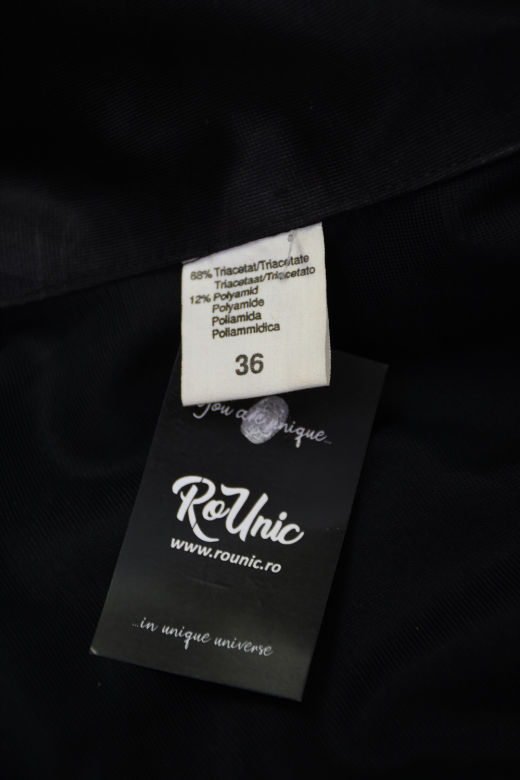 88% Triacetat/Triacetate
Triacetaat/Triacetato
12% Polyamid
Polyamide
Poliamida
Poliammidica
36
You are unique...
RoUnic
www.rounic.ro
...in unique universe